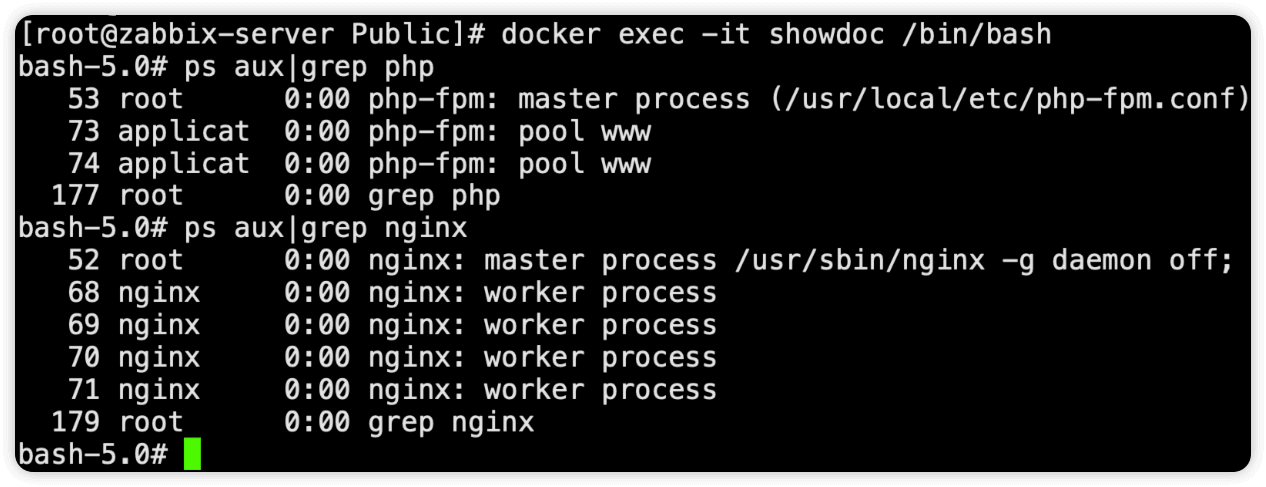 [root@zabbix-server Public]# docker exec -it showdoc /bin/bash
bash-5.0# ps aux|grep php
53 root 0:00 php-fpm: master process (/usr/local/etc/php-fpm.conf)
73 applicat 0:00 php-fpm: pool www
74 applicat 0:00 php-fpm: pool www
177 root 0:00 grep php
bash-5.0# ps aux|grep nginx
52 root 0:00 nginx: master process /usr/sbin/nginx -g daemon off;
68 nginx 0:00 nginx: worker process
69 nginx 0:00 nginx: worker process
70 nginx 0:00 nginx: worker process
71 nginx 0:00 nginx: worker process
179 root 0:00 grep nginx
bash-5.0#